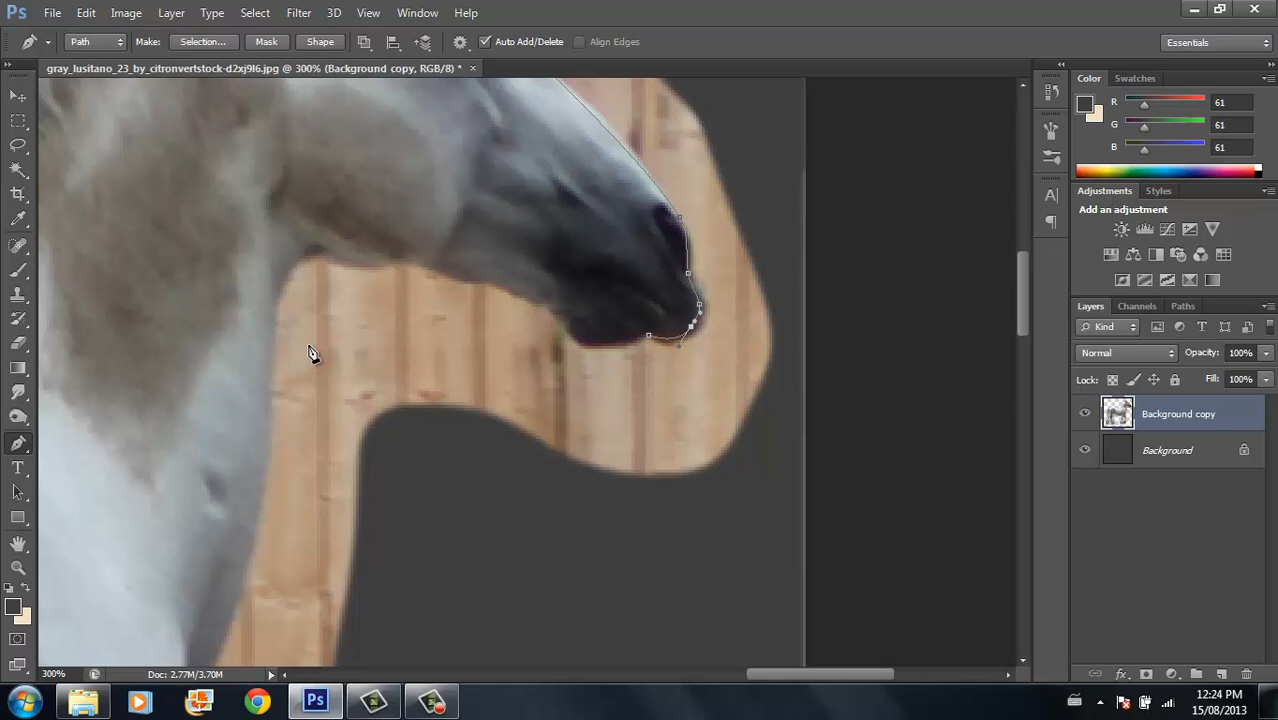 Ps File Edit Image Layer Type Select Filter 3D View Window Help
Path Make: Selection... Mask Shape Auto Add/Delete Align Edges Essentials
gray_lusitano_23_by_citronvertstock-d2xj9l6.jpg @ 300% (Background copy, RGB/8) *
Color Swatches
R 61
G 61
B 61
Adjustments Styles
Add an adjustment
Layers Channels Paths
Kind
Normal Opacity: 100%
Lock: Fill: 100%
Background copy
Background
T
300% Doc: 2.77M/3.70M
Ps
12:24 PM
15/08/2013